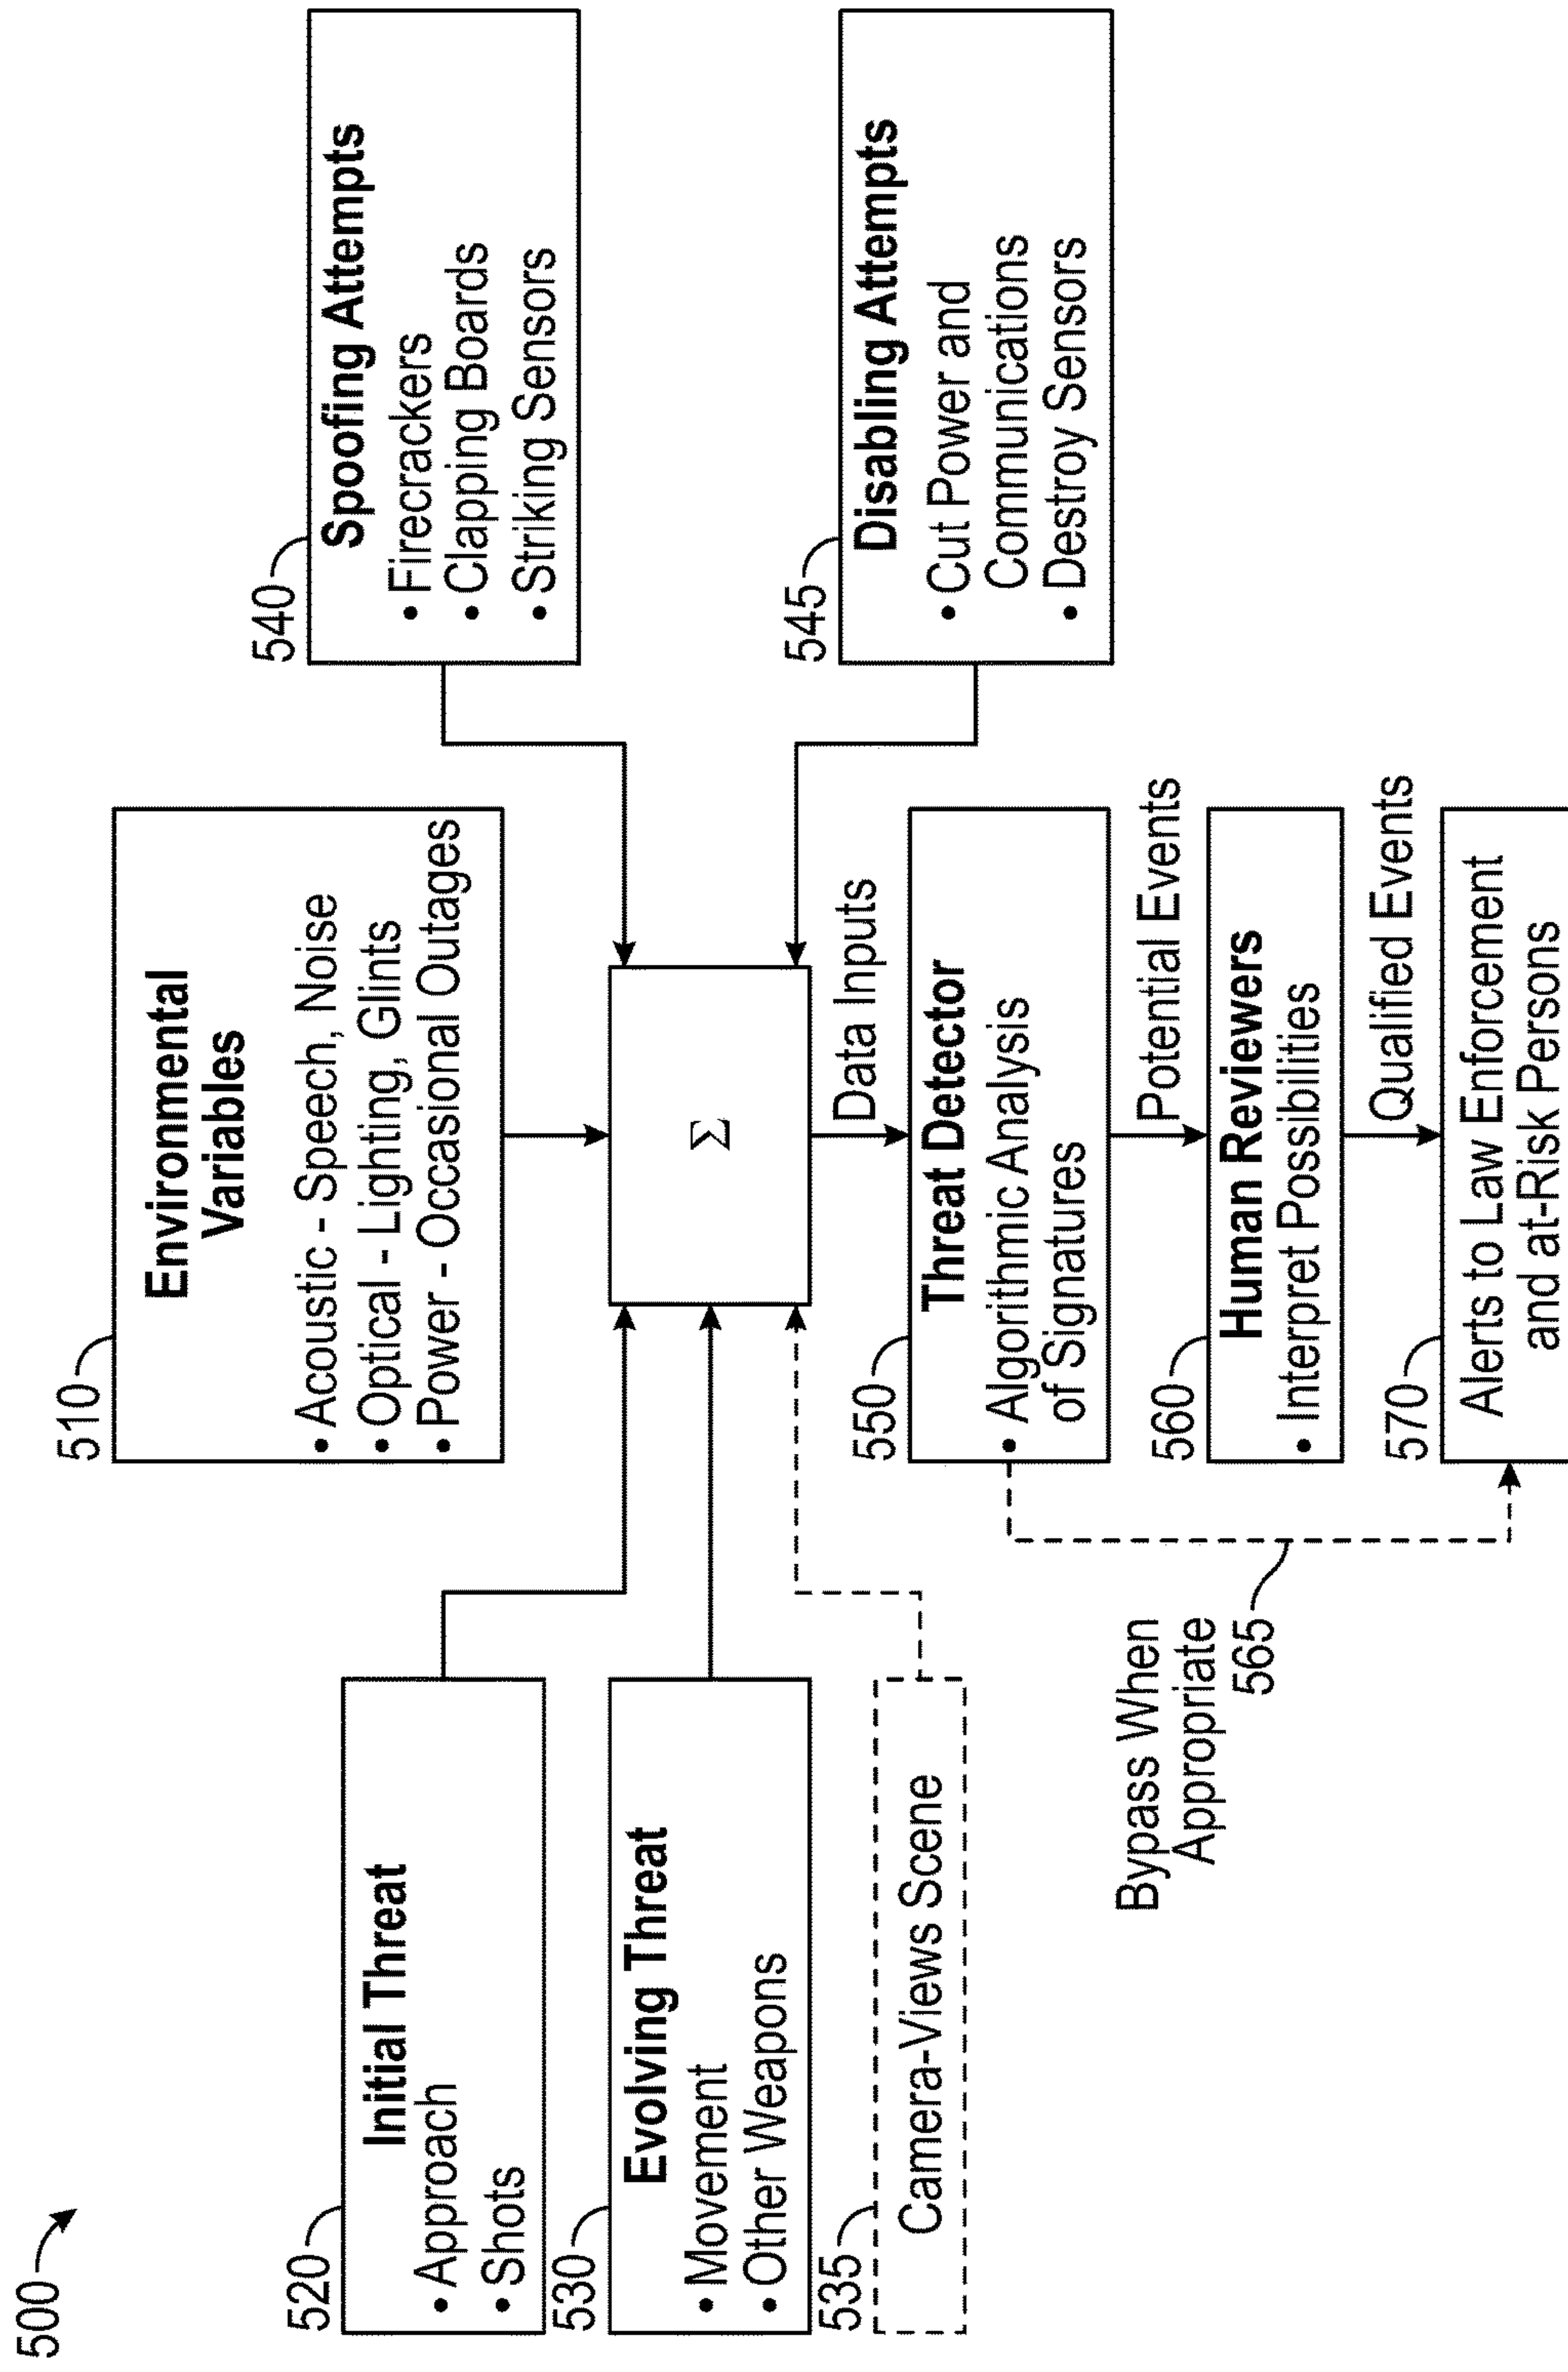 500
510
Environmental
Variables
• Acoustic - Speech, Noise
• Optical - Lighting, Glints
• Power - Occasional Outages
520
Initial Threat
• Approach
• Shots
530
Evolving Threat
• Movement
• Other Weapons
535
Camera-Views Scene
Σ
540
Spoofing Attempts
• Firecrackers
• Clapping Boards
• Striking Sensors
545
Disabling Attempts
• Cut Power and
Communications
• Destroy Sensors
Data Inputs
550
Threat Detector
• Algorithmic Analysis
of Signatures
Potential Events
560
Human Reviewers
• Interpret Possibilities
Bypass When
Appropriate
565
Qualified Events
570
Alerts to Law Enforcement
and at-Risk Persons